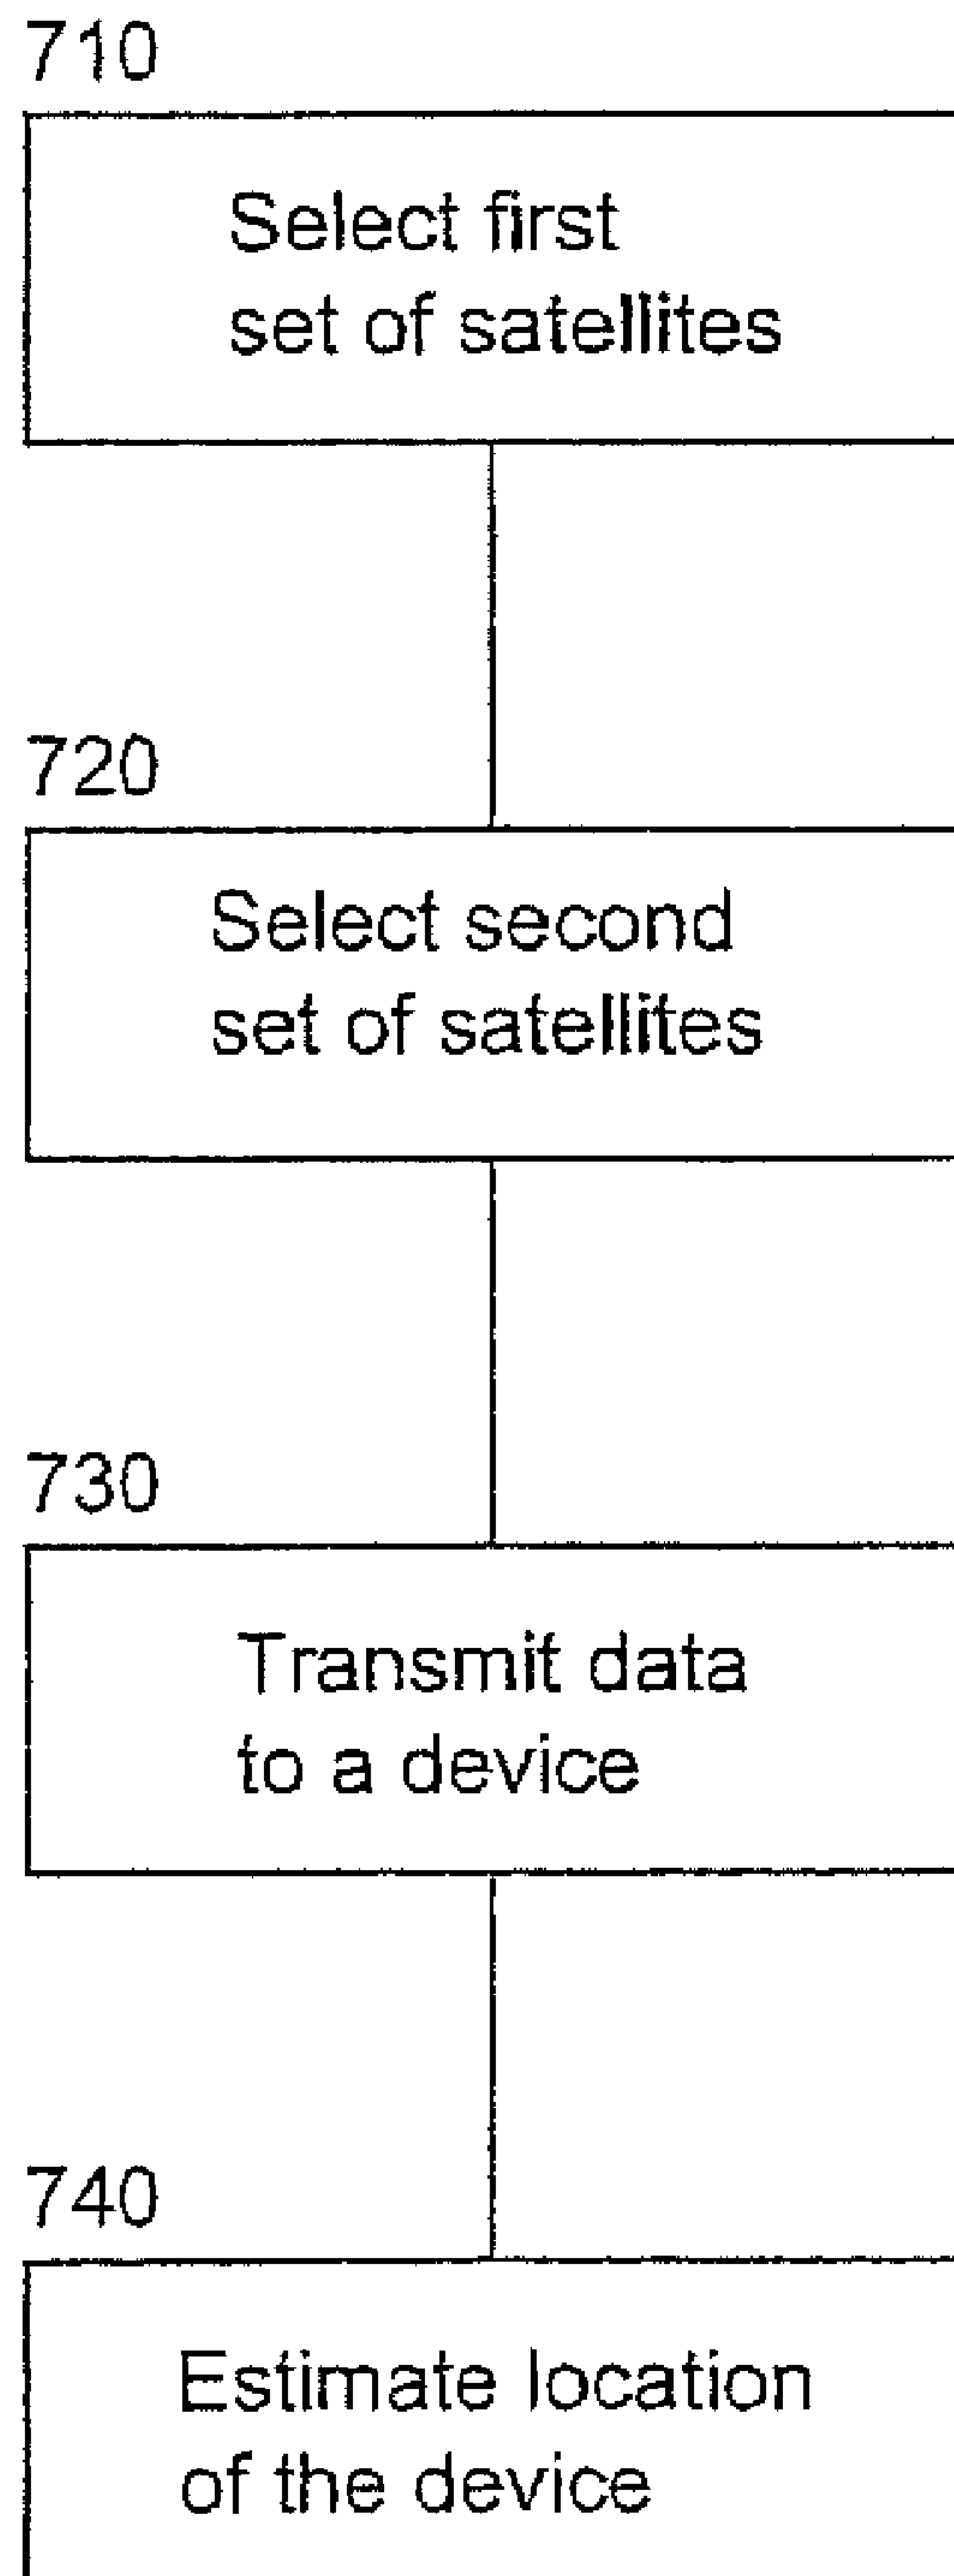 710
Select first
set of satellites
720
Select second
set of satellites
730
Transmit data
to a device
740
Estimate location
of the device